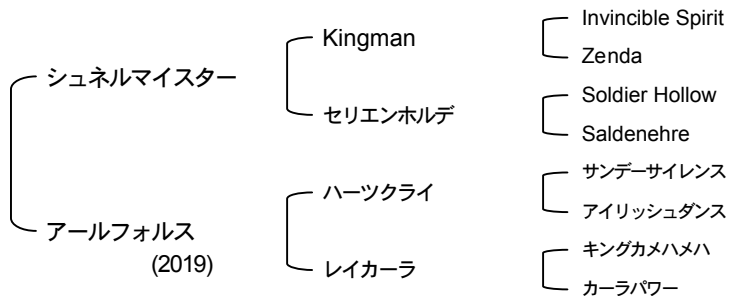 シュネルマイスター
アールフォルス
(2019)
Kingman
セリエンホルデ
ハーツクライ
レイカーラ
Invincible Spirit
Zenda
Soldier Hollow
Saldenehre
サンデーサイレンス
アイリッシュダンス
キングカメハメハ
カーラパワー